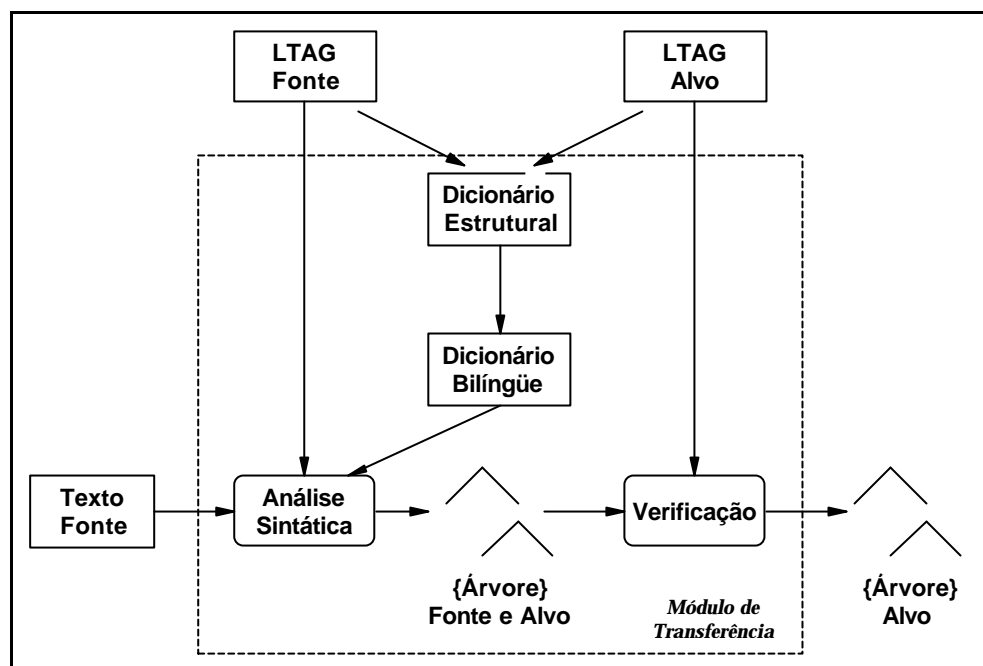 LTAG
Fonte
LTAG
Alvo
Dicionário
Estrutural
Dicionário
Bilíngüe
Texto
Fonte
Análise
Sintática
Verificação
{Árvore}
Fonte e Alvo
Módulo de
Transferência
{Árvore}
Alvo